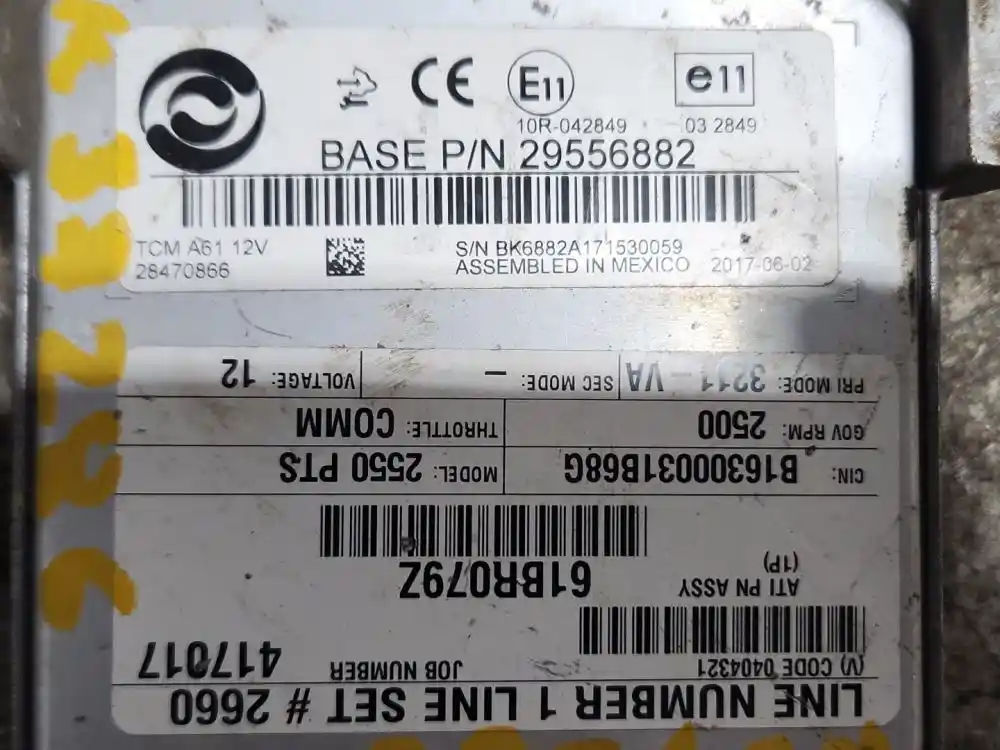 CE E11 e11
10R-042849 03 2849
BASE P/N 29556882
TCM A61 12V
28470866
S/N BK6882A171530059
ASSEMBLED IN MEXICO 2017-06-02
LINE NUMBER 1 LINE SET # 2660
(V) CODE 0404321 JOB NUMBER 417017
ATI PN ASSY 61BR079Z
(1P)
CIN: B16300031B68G MODEL: 2550 PTS
GOV RPM: 2500 THROTTLE: COMM
PRI MODE: 3211-VA SEC MODE: - VOLTAGE: 12